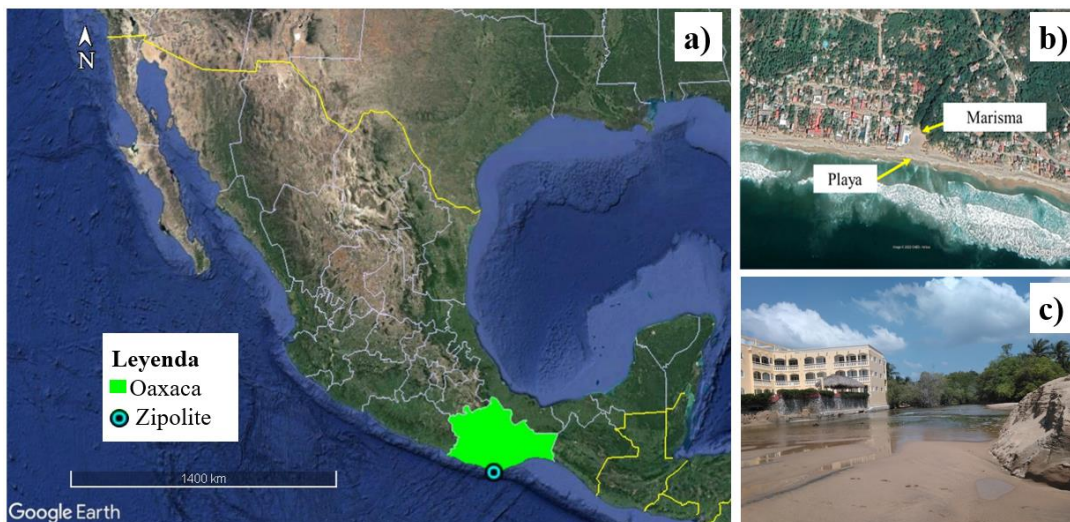 a)
N
Leyenda
Oaxaca
Zipolite
1400 km
Google Earth
b)
Marisma
Playa
c)